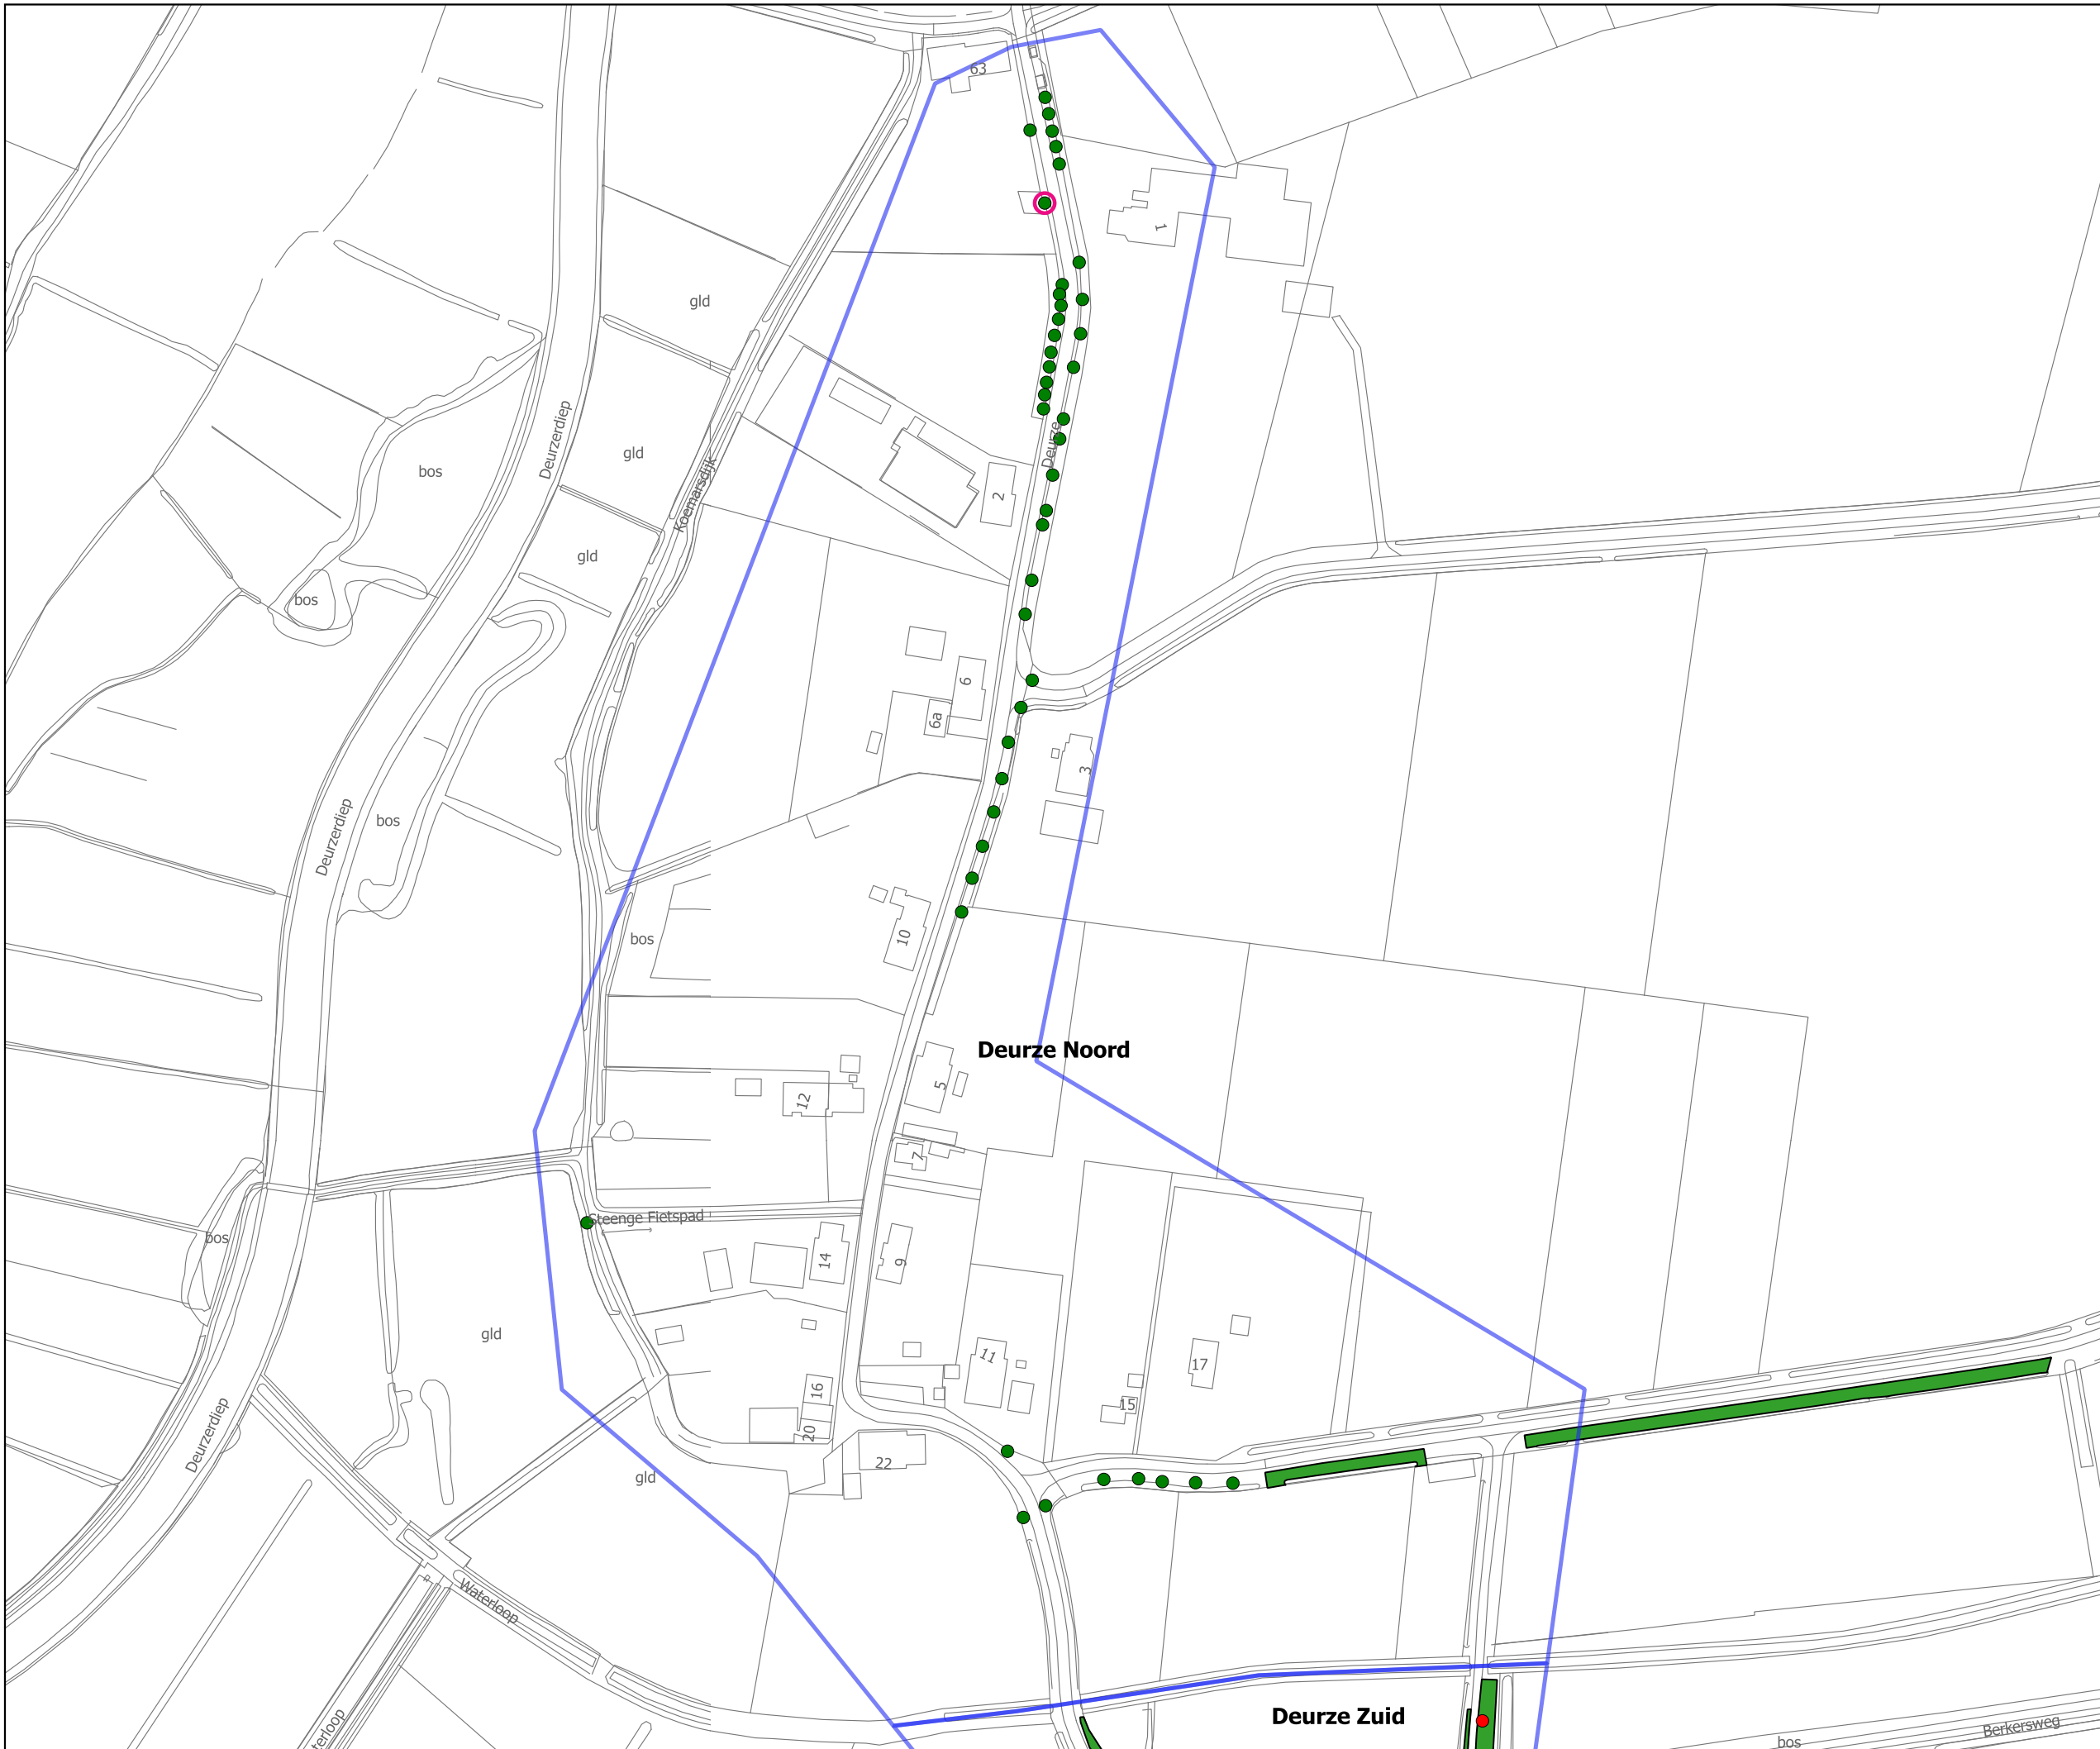 63
1
gld
Deurzerdiep
gld
Deurze
bos
Koemarsdijk
2
gld
bos
6
6a
3
Deurzerdiep
bos
10
bos
Deurze Noord
5
12
7
Steenge Fietspad
bos
14
9
gld
11
17
16
15
20
Deurzerdiep
22
gld
Waterloop
Deurze Zuid
terloop
Berkersweg
bos